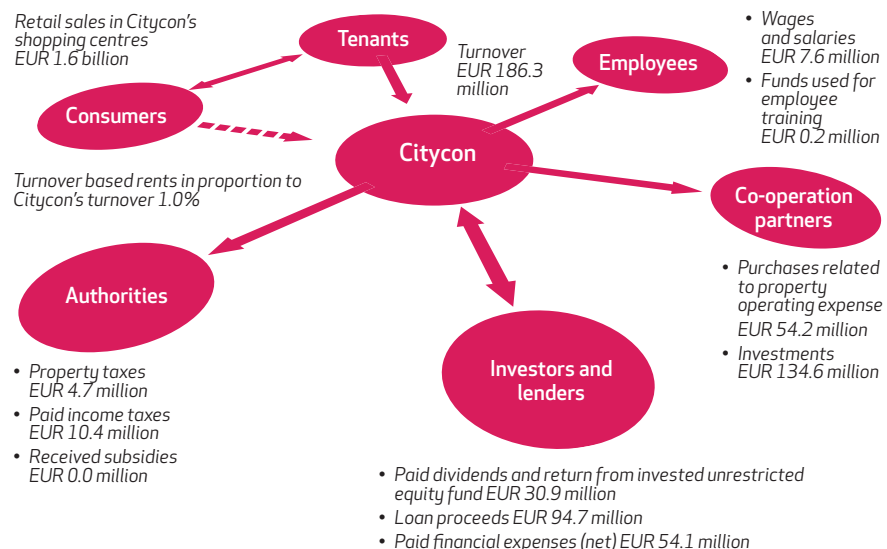 Retail sales in Citycon's
shopping centres
EUR 1.6 billion
Tenants
Turnover
EUR 186.3
million
Employees
• Wages
and salaries
EUR 7.6 million
• Funds used for
employee
training
EUR 0.2 million
Consumers
Citycon
Turnover based rents in proportion to
Citycon's turnover 1.0%
Co-operation
partners
• Purchases related
to property
operating expense
EUR 54.2 million
• Investments
EUR 134.6 million
Authorities
• Property taxes
EUR 4.7 million
• Paid income taxes
EUR 10.4 million
• Received subsidies
EUR 0.0 million
Investors and
lenders
• Paid dividends and return from invested unrestricted
equity fund EUR 30.9 million
• Loan proceeds EUR 94.7 million
• Paid financial expenses (net) EUR 54.1 million